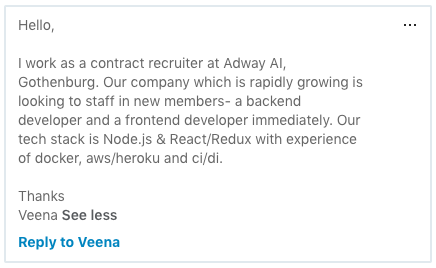 Hello,
I work as a contract recruiter at Adway AI,
Gothenburg. Our company which is rapidly growing is
looking to staff in new members- a backend
developer and a frontend developer immediately. Our
tech stack is Node.js & React/Redux with experience
of docker, aws/heroku and ci/di.
Thanks
Veena See less
Reply to Veena